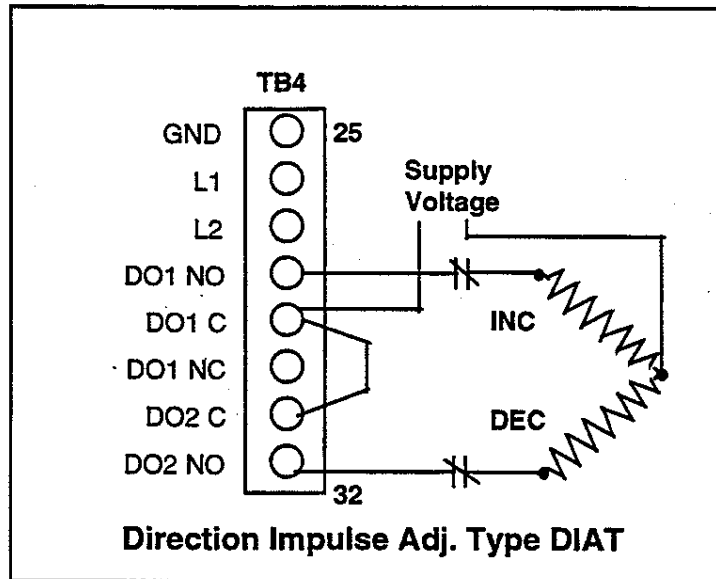 TB4
GND 25
L1
L2
Supply
Voltage
DO1 NO
DO1 C
INC
DO1 NC
DO2 C
DEC
DO2 NO
32
Direction Impulse Adj. Type DIAT